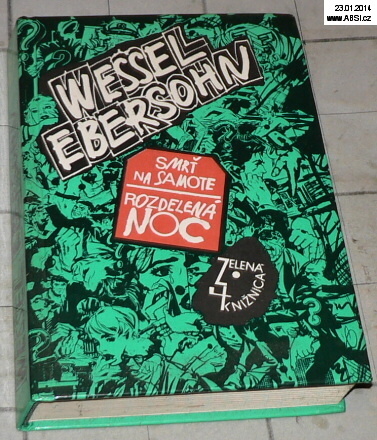 23.01.2014
www.ABSI.cz
WESSEL
EBERSOHN
SMRŤ
NA SAMOTE
ROZDELENÁ
NOC
ZELENÁ
KNIŽNICA